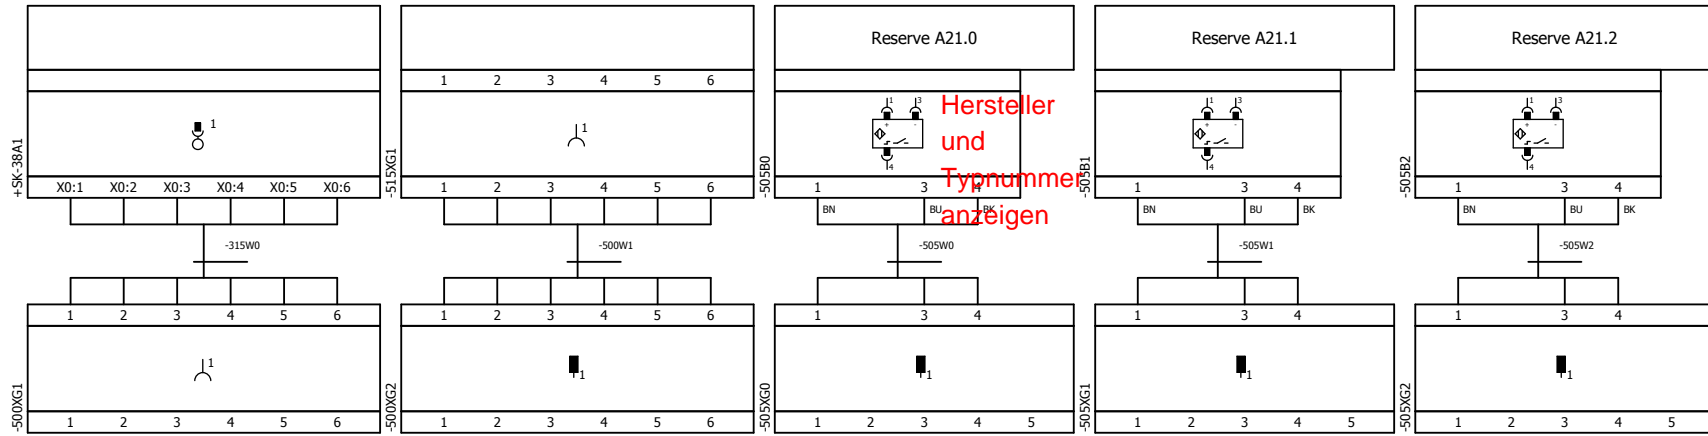 Reserve A21.0
Reserve A21.1
Reserve A21.2
1 2 3 4 5 6
+SK-38A1
1
-515XG1
1
-505B0
1 3
+ -
4
Hersteller
und
Typnummer
anzeigen
-505B1
1 3
+ -
4
-505B2
1 3
+ -
4
X0:1 X0:2 X0:3 X0:4 X0:5 X0:6
1 2 3 4 5 6
1 3 4
1 3 4
1 3 4
BN BU BK
BN BU BK
BN BU BK
-315W0
-500W1
-505W0
-505W1
-505W2
1 2 3 4 5 6
1 2 3 4 5 6
1 3 4
1 3 4
1 3 4
-500XG1
1
-500XG2
1
-505XG0
1
-505XG1
1
-505XG2
1
1 2 3 4 5 6
1 2 3 4 5 6
1 2 3 4 5
1 2 3 4 5
1 2 3 4 5